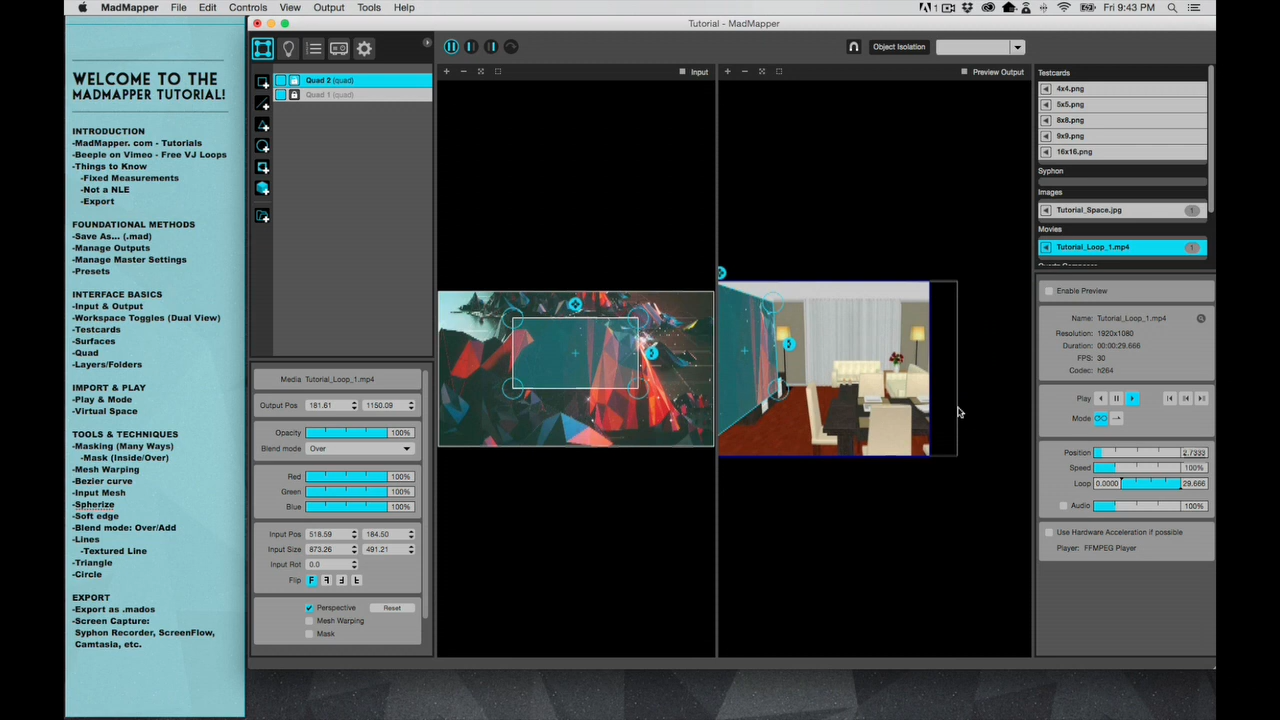 MadMapper File Edit Controls View Output Tools Help
1 Fri 9:43 PM
WELCOME TO THE
MADMAPPER TUTORIAL!
INTRODUCTION
-MadMapper. com - Tutorials
-Beeple on Vimeo - Free VJ Loops
-Things to Know
-Fixed Measurements
-Not a NLE
-Export
FOUNDATIONAL METHODS
-Save As... (.mad)
-Manage Outputs
-Manage Master Settings
-Presets
INTERFACE BASICS
-Input & Output
-Workspace Toggles (Dual View)
-Testcards
-Surfaces
-Quad
-Layers/Folders
IMPORT & PLAY
-Play & Mode
-Virtual Space
TOOLS & TECHNIQUES
-Masking (Many Ways)
-Mask (Inside/Over)
-Mesh Warping
-Bezier curve
-Input Mesh
-Spherize
-Soft edge
-Blend mode: Over/Add
-Lines
-Textured Line
-Triangle
-Circle
EXPORT
-Export as .mados
-Screen Capture:
Syphon Recorder, ScreenFlow,
Camtasia, etc.
Tutorial - MadMapper
Object Isolation
Quad 2 (quad)
Quad 1 (quad)
Input
Preview Output
Media Tutorial_Loop_1.mp4
Output Pos 181.61 1150.09
Opacity 100%
Blend mode Over
Red 100%
Green 100%
Blue 100%
Input Pos 518.59 184.50
Input Size 873.26 491.21
Input Rot 0.0
Flip
Perspective Reset
Mesh Warping
Mask
Testcards
4x4.png
5x5.png
8x8.png
9x9.png
16x16.png
Syphon
Images
Tutorial_Space.jpg 1
Movies
Tutorial_Loop_1.mp4 1
Enable Preview
Name: Tutorial_Loop_1.mp4
Resolution: 1920x1080
Duration: 00:00:29.666
FPS: 30
Codec: h264
Play
Mode
Position 2.7333
Speed 100%
Loop 0.0000 29.666
Audio 100%
Use Hardware Acceleration if possible
Player: FFMPEG Player